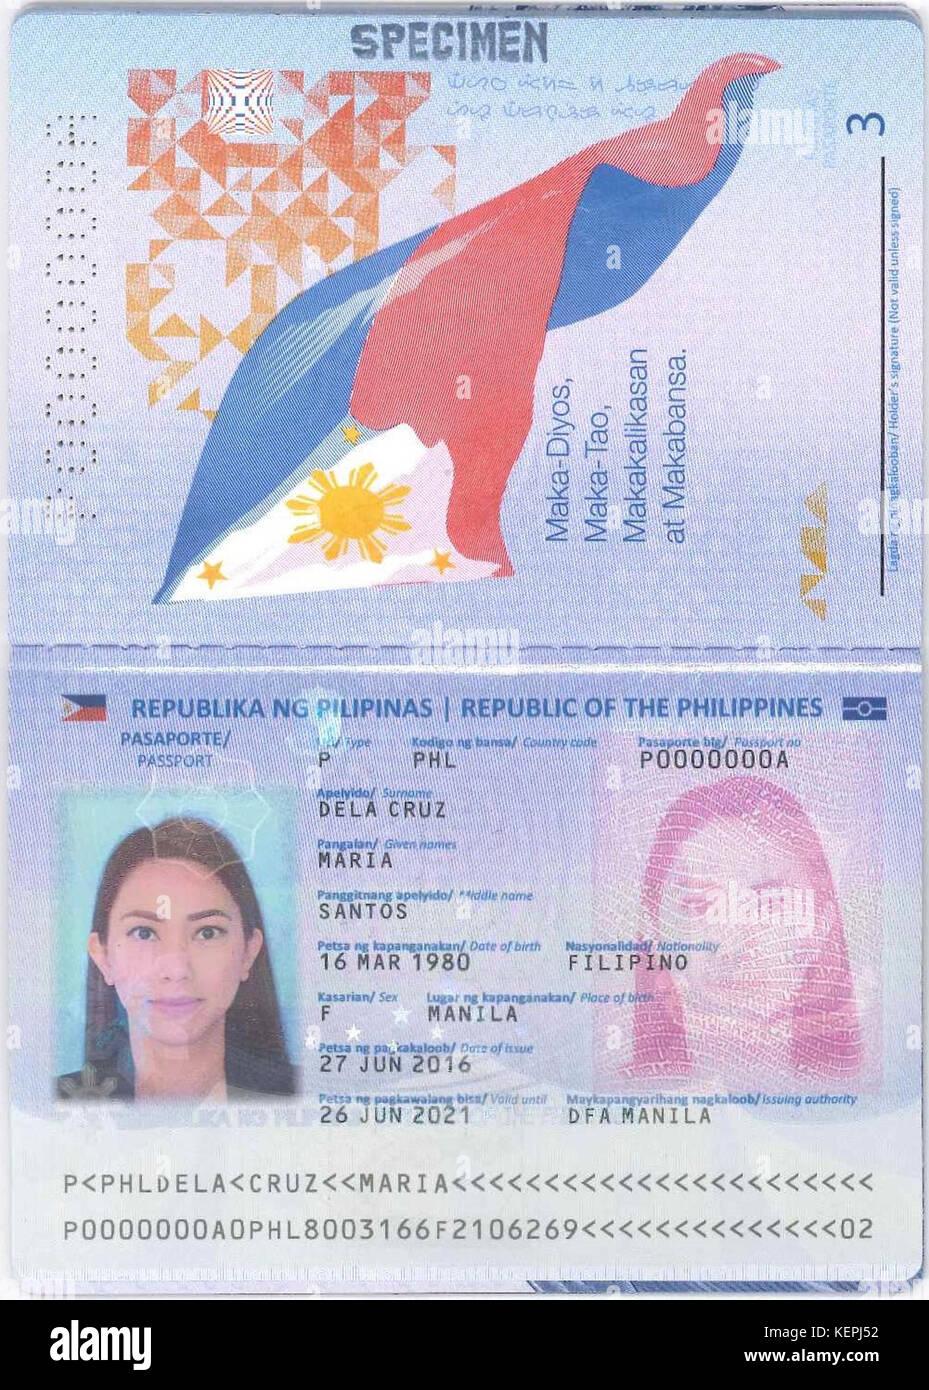 SPECIMEN
P0000000A
3
Maka-Diyos,
Maka-Tao,
Makakalikasan
at Makabansa.
Holder's signature (Not valid unless signed)
REPUBLIKA NG PILIPINAS | REPUBLIC OF THE PHILIPPINES
PASAPORTE/
PASSPORT
Type
P
Kodigo ng bansa/ Country code
PHL
Pasaporte blg/ Passport no
P0000000A
Apelyido/ Surname
DELA CRUZ
Pangalan/ Given names
MARIA
Panggitnang apelyido/ Middle name
SANTOS
Petsa ng kapanganakan/ Date of birth
16 MAR 1980
Nasyonalidad/ Nationality
FILIPINO
Kasarian/ Sex
F
Lugar ng kapanganakan/ Place of birth
MANILA
Petsa ng pagkakaloob/ Date of issue
27 JUN 2016
Petsa ng pagkawalang bisa/ Valid until
26 JUN 2021
Maykapangyarihang nagkaloob/ Issuing authority
DFA MANILA
P<PHLDELA<CRUZ<<MARIA<<<<<<<<<<<<<<<<<<<<<<<
P0000000A0PHL8003166F2106269<<<<<<<<<<<<<<02
alamy
Image ID: KEPJ52
www.alamy.com